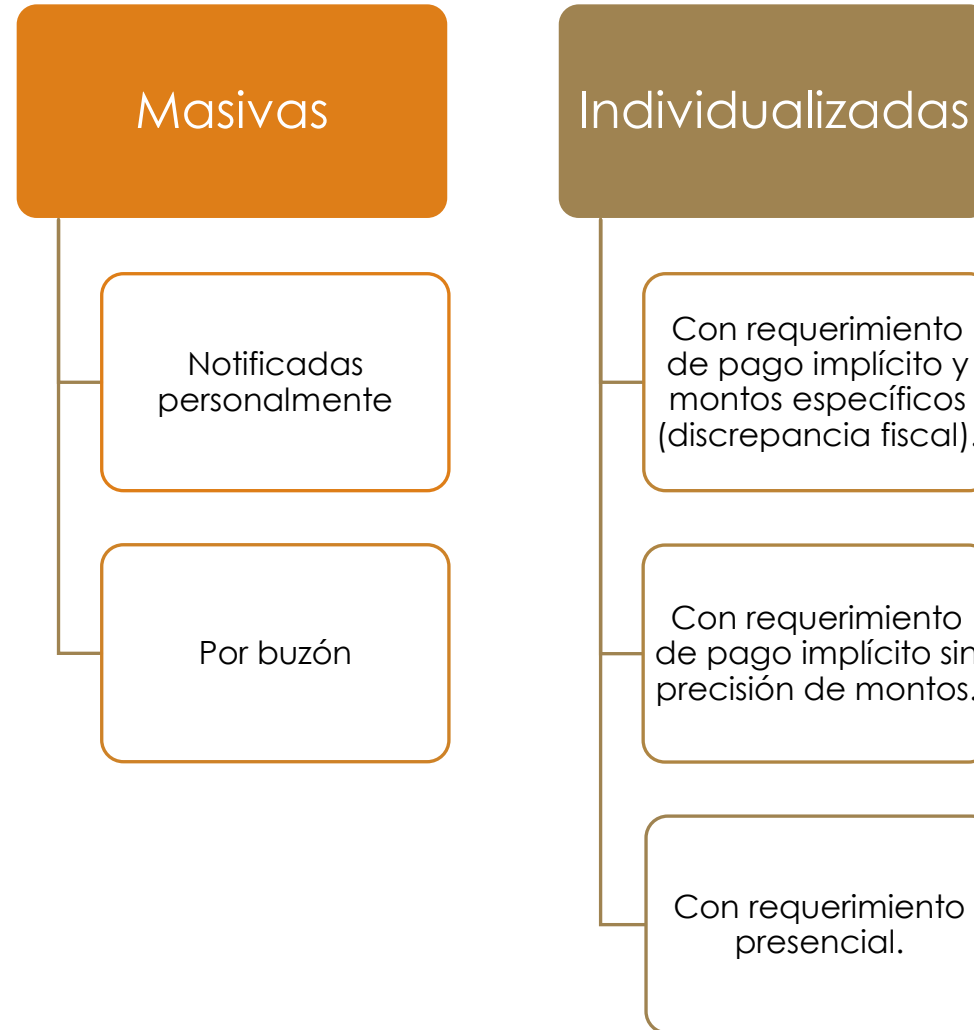 Masivas
Notificadas
personalmente
Por buzón
Individualizadas
Con requerimiento
de pago implícito y
montos específicos
(discrepancia fiscal).
Con requerimiento
de pago implícito sin
precisión de montos.
Con requerimiento
presencial.